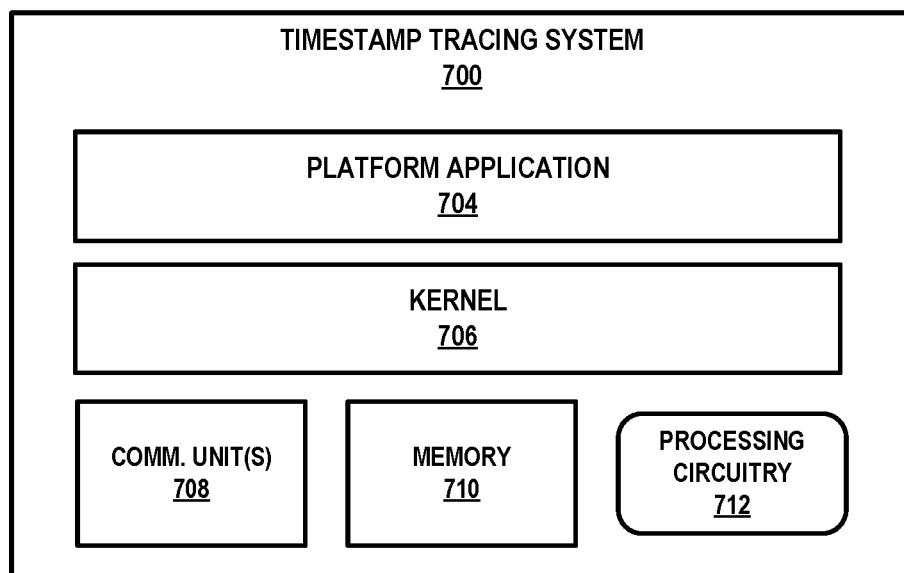 TIMESTAMP TRACING SYSTEM
700
PLATFORM APPLICATION
704
KERNEL
706
COMM. UNIT(S)
708
MEMORY
710
PROCESSING
CIRCUITRY
712